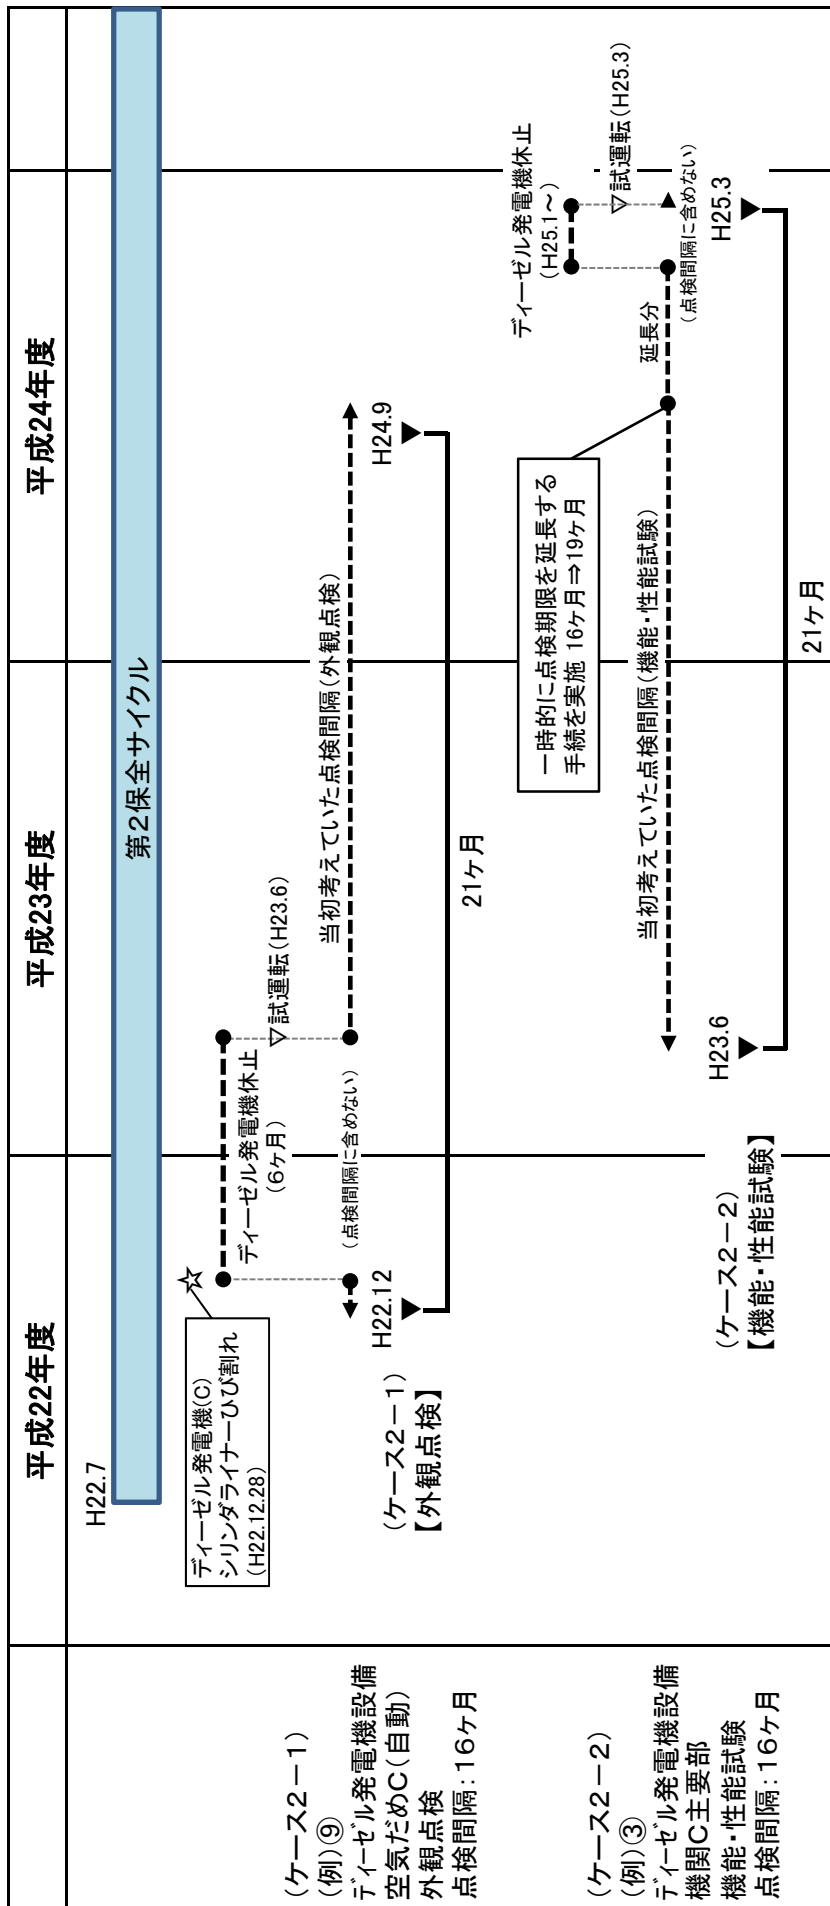 平成22年度
平成23年度
平成24年度
H22.7
第2保全サイクル
(ケース2－1)
(例)⑨
ディーゼル発電機設備
空気だめC(自動)
外観点検
点検間隔：16ヶ月
ディーゼル発電機(C)
シリンダライナーひび割れ
(H22.12.28)
ディーゼル発電機休止
(6ヶ月)
▽試運転(H23.6)
(点検間隔に含めない)
当初考えていた点検間隔(外観点検)
H22.12
H24.9
(ケース2－1)
【外観点検】
21ヶ月
(ケース2－2)
(例)③
ディーゼル発電機設備
機関C主要部
機能・性能試験
点検間隔：16ヶ月
ディーゼル発電機休止
(H25.1～)
▽試運転(H25.3)
一時的に点検期限を延長する
手続を実施 16ヶ月⇒19ヶ月
当初考えていた点検間隔(機能・性能試験)
延長分
(点検間隔に含めない)
H23.6
H25.3
(ケース2－2)
【機能・性能試験】
21ヶ月